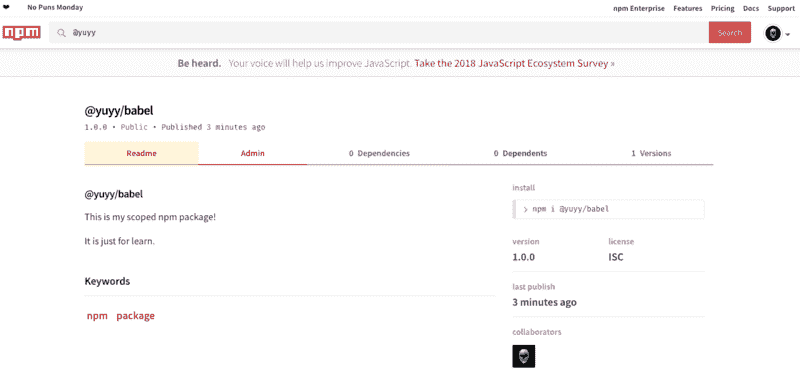 ❤ No Puns Monday npm Enterprise Features Pricing Docs Support
npm @yuyy Search
Be heard. Your voice will help us improve JavaScript. Take the 2018 JavaScript Ecosystem Survey »
@yuyy/babel
1.0.0 • Public • Published 3 minutes ago
Readme Admin 0 Dependencies 0 Dependents 1 Versions
@yuyy/babel
This is my scoped npm package!
It is just for learn.
Keywords
npm package
install
> npm i @yuyy/babel
version license
1.0.0 ISC
last publish
3 minutes ago
collaborators